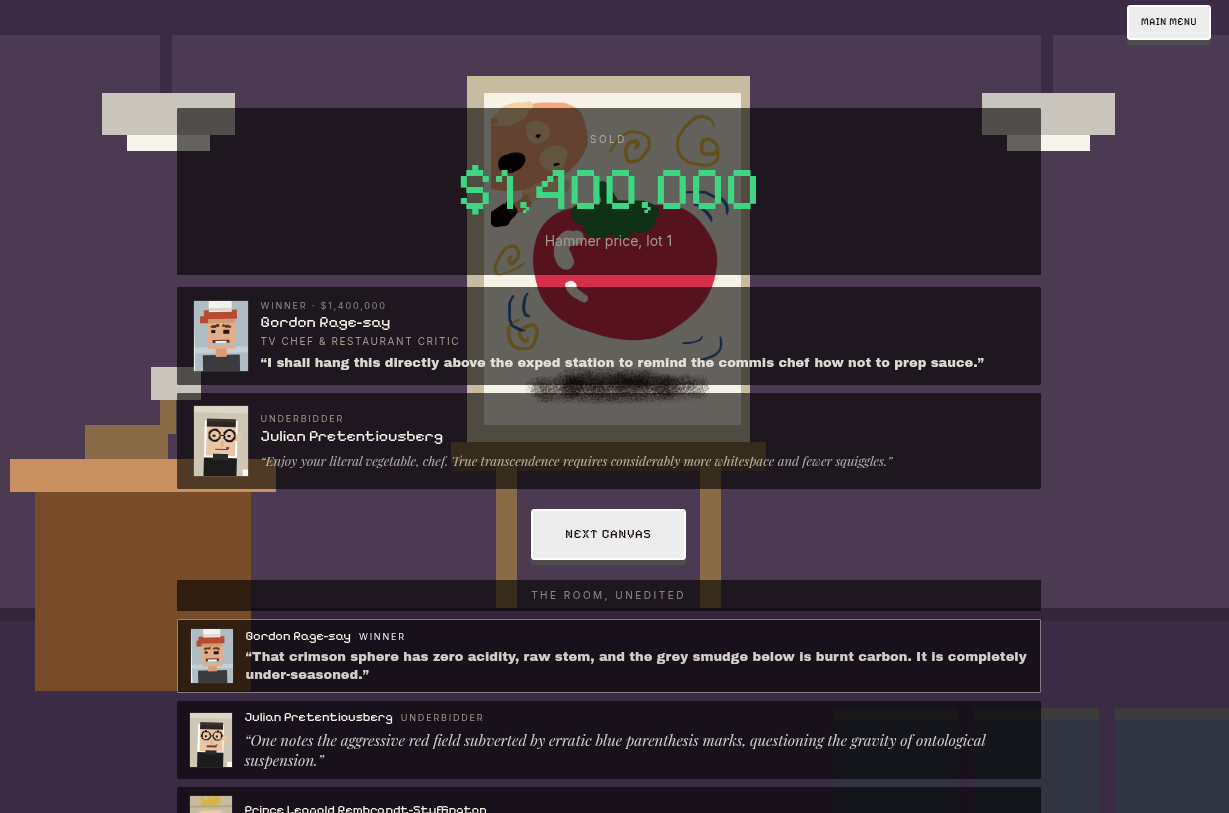 MAIN MENU
SOLD
$1,400,000
Hammer price, lot 1
WINNER · $1,400,000
Gordon Rage-say
TV CHEF & RESTAURANT CRITIC
“I shall hang this directly above the exped station to remind the commis chef how not to prep sauce.”
UNDERBIDDER
Julian Pretentiousberg
“Enjoy your literal vegetable, chef. True transcendence requires considerably more whitespace and fewer squiggles.”
NEXT CANVAS
THE ROOM, UNEDITED
Gordon Rage-say WINNER
“That crimson sphere has zero acidity, raw stem, and the grey smudge below is burnt carbon. It is completely
under-seasoned.”
Julian Pretentiousberg UNDERBIDDER
“One notes the aggressive red field subverted by erratic blue parenthesis marks, questioning the gravity of ontological
suspension.”
Prince Leopold Rembrandt-Stuffington